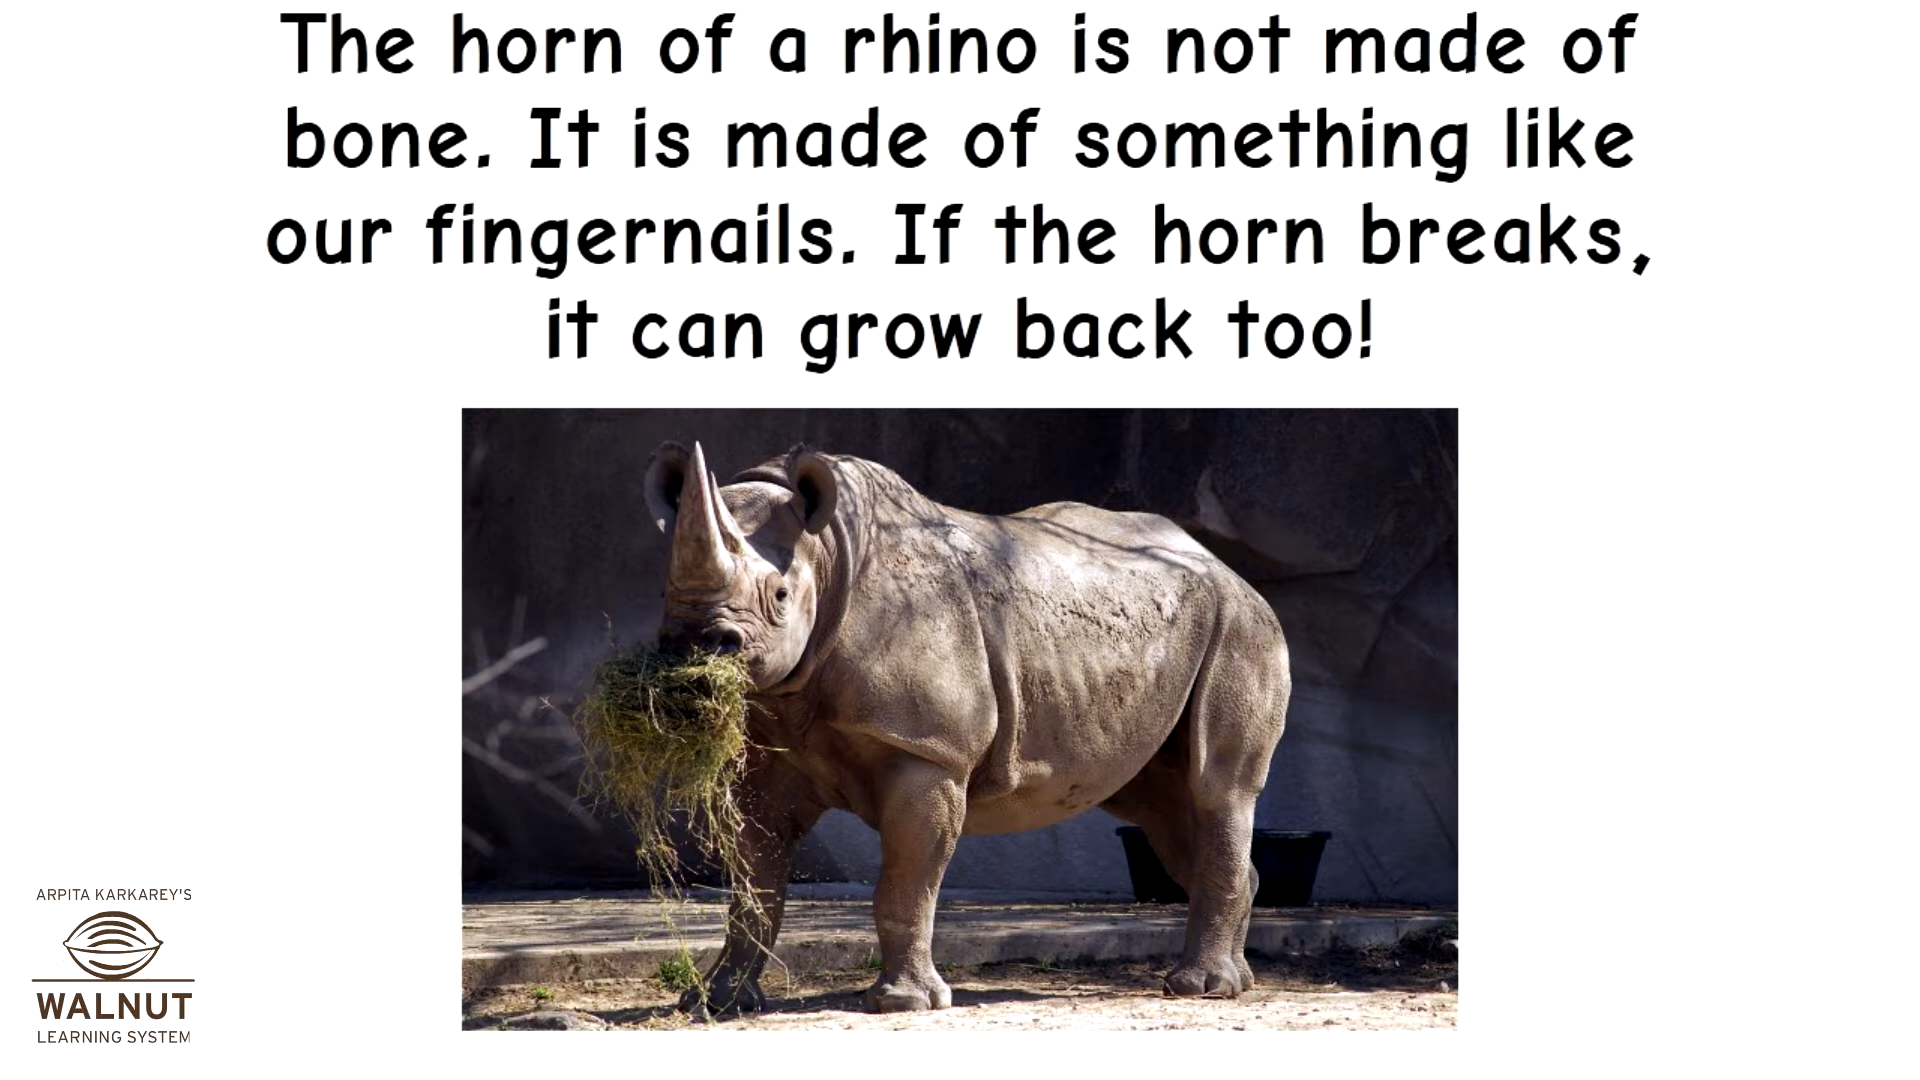 The horn of a rhino is not made of
bone. It is made of something like
our fingernails. If the horn breaks,
it can grow back too!
ARPITA KARKAREY'S
WALNUT
LEARNING SYSTEM